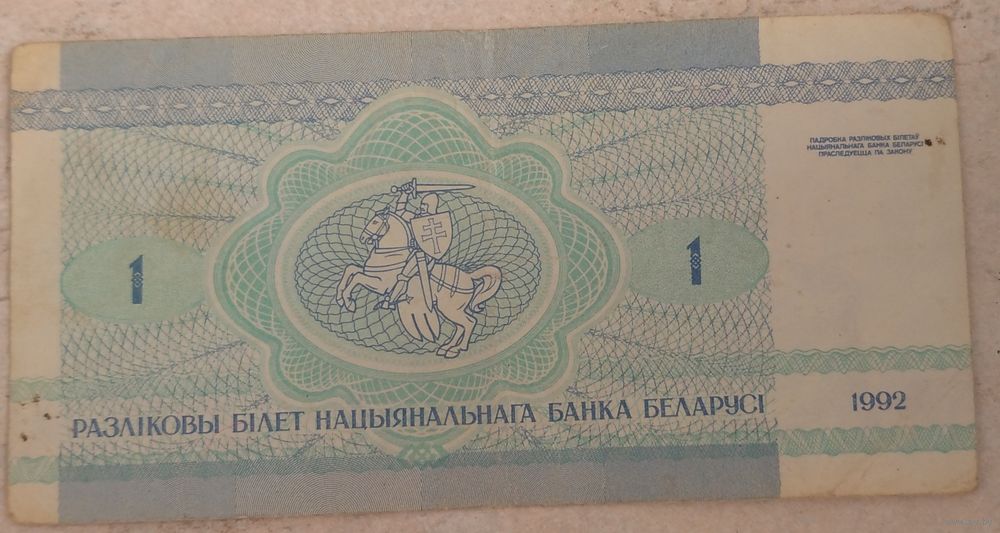 ПАДРОБКА РАЗЛІКОВЫХ БІЛЕТАЎ
НАЦЫЯНАЛЬНАГА БАНКА БЕЛАРУСІ
ПРАСЛЕДУЕЦЦА ПА ЗАКОНУ
1
1
РАЗЛІКОВЫ БІЛЕТ НАЦЫЯНАЛЬНАГА БАНКА БЕЛАРУСІ
1992